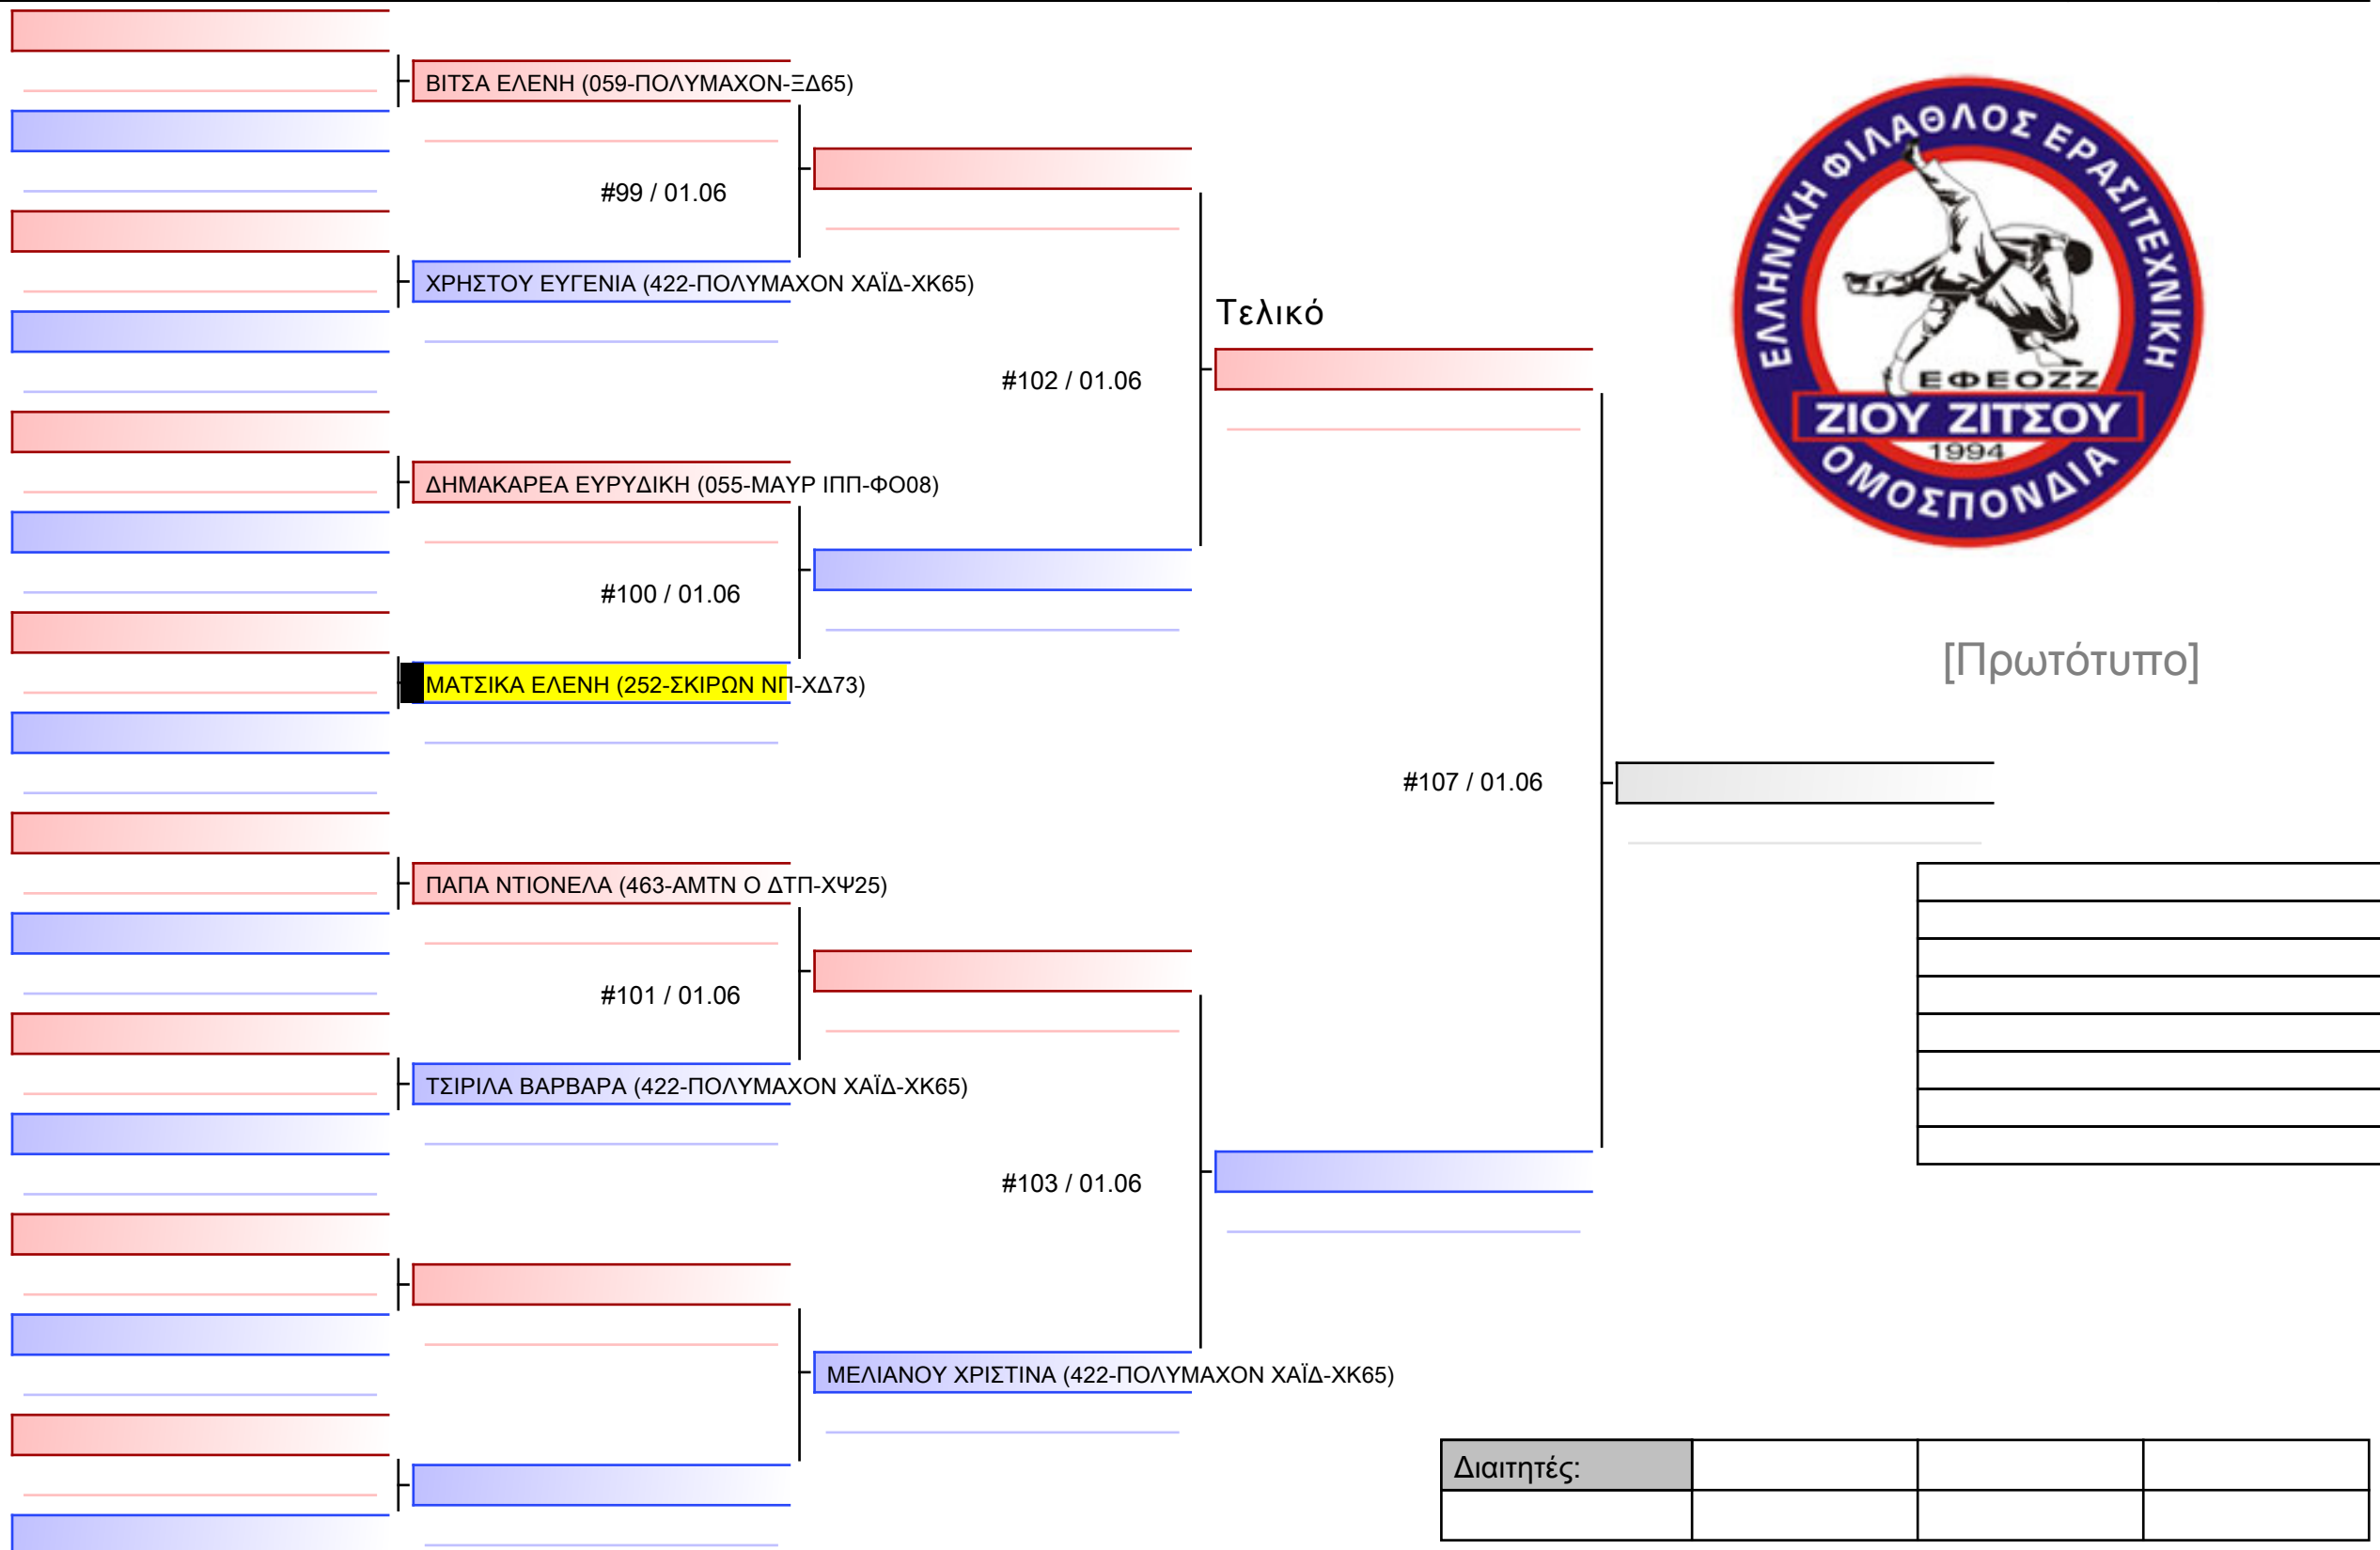 ΒΙΤΣΑ ΕΛΕΝΗ (059-ΠΟΛΥΜΑΧΟΝ-ΞΔ65)
#99 / 01.06
ΧΡΗΣΤΟΥ ΕΥΓΕΝΙΑ (422-ΠΟΛΥΜΑΧΟΝ ΧΑΪΔ-ΧΚ65)
#102 / 01.06
ΔΗΜΑΚΑΡΕΑ ΕΥΡΥΔΙΚΗ (055-ΜΑΥΡ ΙΠΠ-ΦΟ08)
#100 / 01.06
ΜΑΤΣΙΚΑ ΕΛΕΝΗ (252-ΣΚΙΡΩΝ ΝΠ-ΧΔ73)
Τελικό
#107 / 01.06
ΠΑΠΑ ΝΤΙΟΝΕΛΑ (463-ΑΜΤΝ Ο ΔΤΠ-ΧΨ25)
#101 / 01.06
ΤΣΙΡΙΛΑ ΒΑΡΒΑΡΑ (422-ΠΟΛΥΜΑΧΟΝ ΧΑΪΔ-ΧΚ65)
#103 / 01.06
ΜΕΛΙΑΝΟΥ ΧΡΙΣΤΙΝΑ (422-ΠΟΛΥΜΑΧΟΝ ΧΑΪΔ-ΧΚ65)
ΕΛΛΗΝΙΚΗ ΦΙΛΑΘΛΟΣ ΕΡΑΣΙΤΕΧΝΙΚΗ
ΕΦΕΟΖΖ
ΖΙΟΥ ΖΙΤΣΟΥ
1994
ΟΜΟΣΠΟΝΔΙΑ
[Πρωτότυπο]
Διαιτητές: